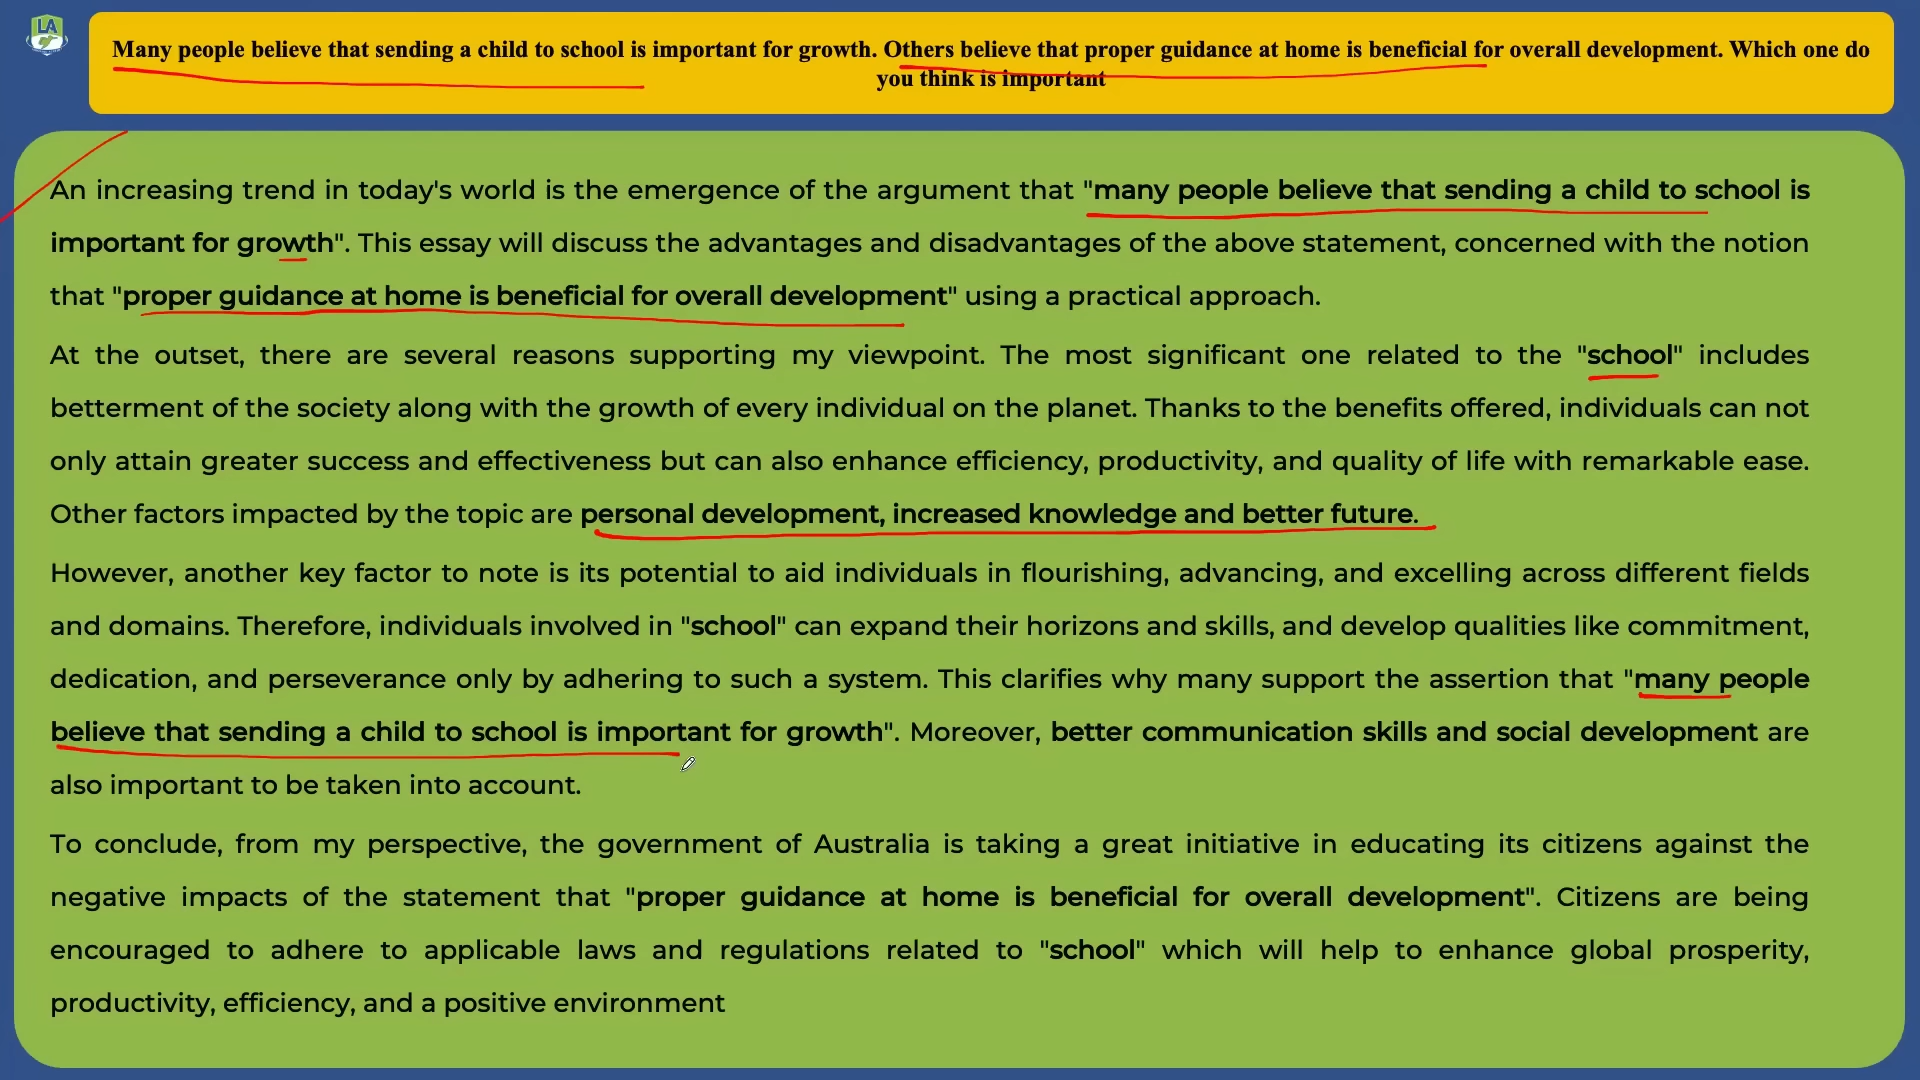 LA
Many people believe that sending a child to school is important for growth. Others believe that proper guidance at home is beneficial for overall development. Which one do
you think is important
An increasing trend in today's world is the emergence of the argument that "many people believe that sending a child to school is
important for growth". This essay will discuss the advantages and disadvantages of the above statement, concerned with the notion
that "proper guidance at home is beneficial for overall development" using a practical approach.
At the outset, there are several reasons supporting my viewpoint. The most significant one related to the "school" includes
betterment of the society along with the growth of every individual on the planet. Thanks to the benefits offered, individuals can not
only attain greater success and effectiveness but can also enhance efficiency, productivity, and quality of life with remarkable ease.
Other factors impacted by the topic are personal development, increased knowledge and better future.
However, another key factor to note is its potential to aid individuals in flourishing, advancing, and excelling across different fields
and domains. Therefore, individuals involved in "school" can expand their horizons and skills, and develop qualities like commitment,
dedication, and perseverance only by adhering to such a system. This clarifies why many support the assertion that "many people
believe that sending a child to school is important for growth". Moreover, better communication skills and social development are
also important to be taken into account.
To conclude, from my perspective, the government of Australia is taking a great initiative in educating its citizens against the
negative impacts of the statement that "proper guidance at home is beneficial for overall development". Citizens are being
encouraged to adhere to applicable laws and regulations related to "school" which will help to enhance global prosperity,
productivity, efficiency, and a positive environment